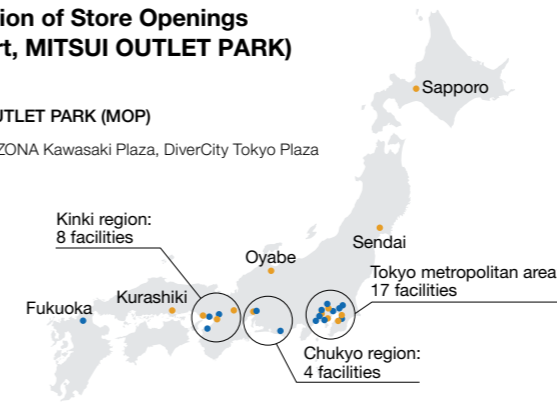 ion of Store Openings
t, MITSUI OUTLET PARK)
UTLET PARK (MOP)
ZONA Kawasaki Plaza, DiverCity Tokyo Plaza
Sapporo
Kinki region:
8 facilities
Sendai
Oyabe
Tokyo metropolitan area:
17 facilities
Kurashiki
Fukuoka
Chukyo region:
4 facilities